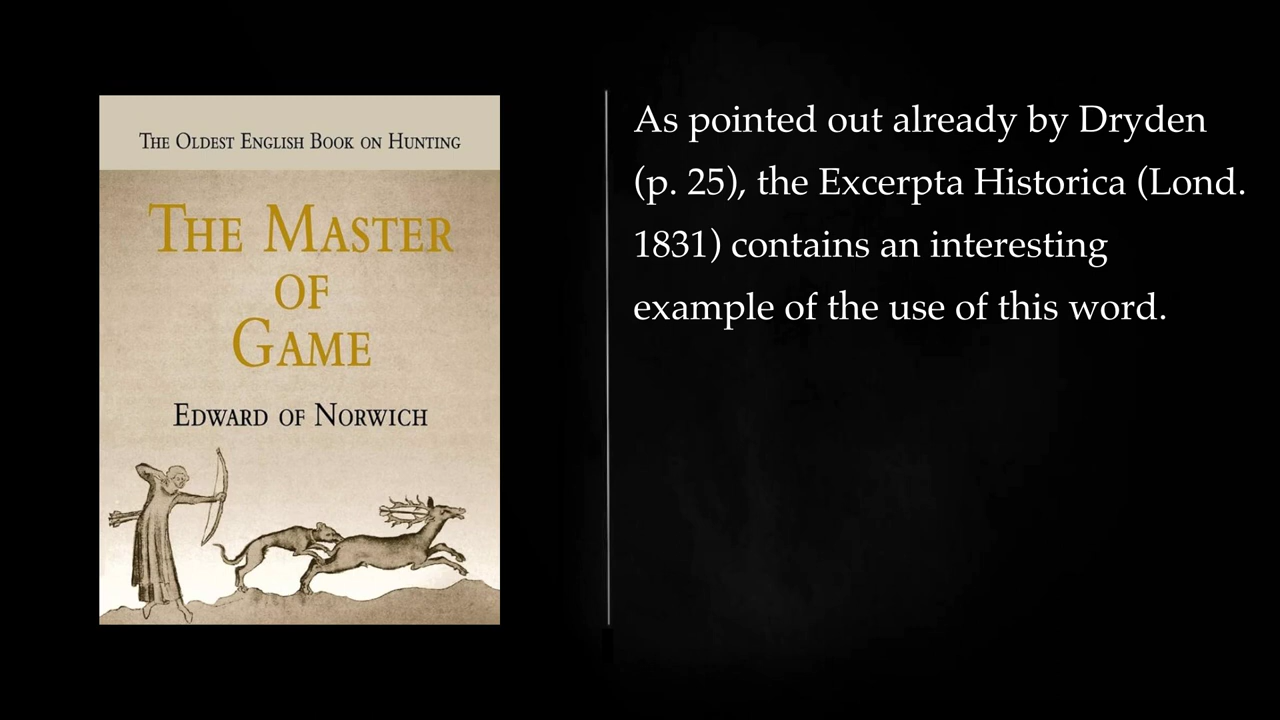 The Oldest English Book on Hunting
The Master
of
Game
Edward of Norwich
As pointed out already by Dryden
(p. 25), the Excerpta Historica (Lond.
1831) contains an interesting
example of the use of this word.